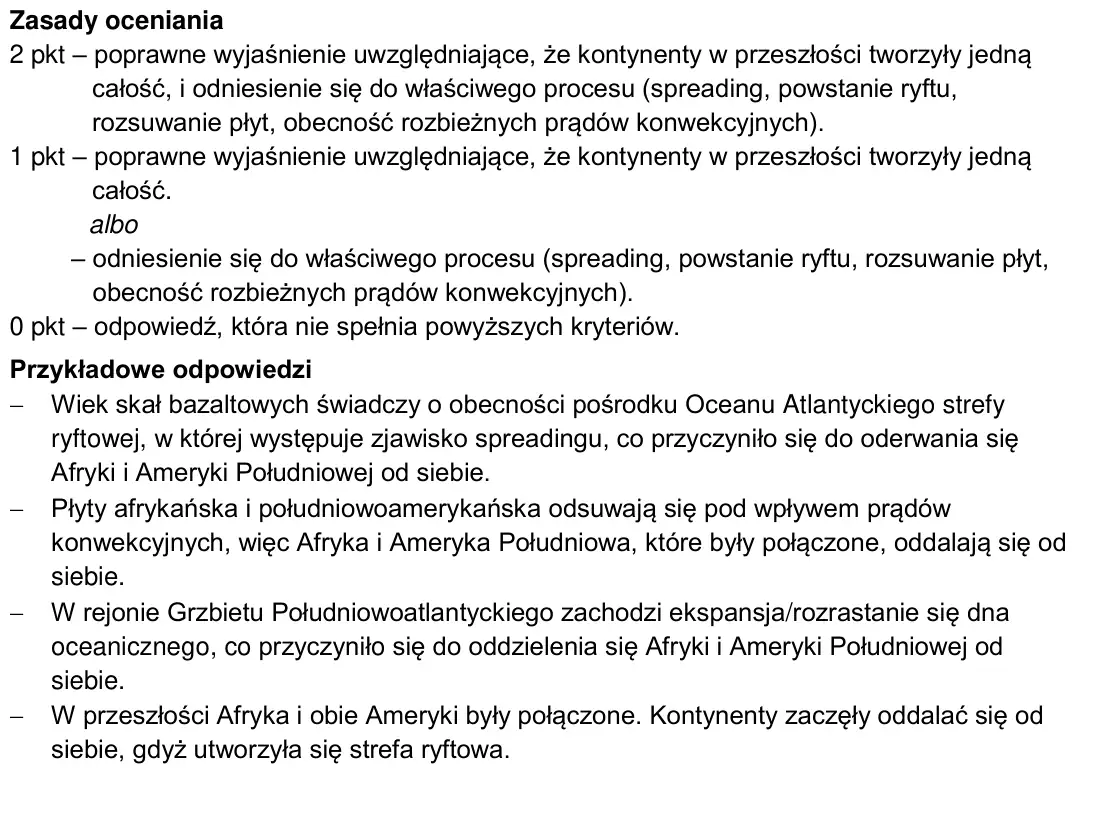 Zasady oceniania
2 pkt – poprawne wyjaśnienie uwzględniające, że kontynenty w przeszłości tworzyły jedną
całość, i odniesienie się do właściwego procesu (spreading, powstanie ryftu,
rozsuwanie płyt, obecność rozbieżnych prądów konwekcyjnych).
1 pkt – poprawne wyjaśnienie uwzględniające, że kontynenty w przeszłości tworzyły jedną
całość.
albo
– odniesienie się do właściwego procesu (spreading, powstanie ryftu, rozsuwanie płyt,
obecność rozbieżnych prądów konwekcyjnych).
0 pkt – odpowiedź, która nie spełnia powyższych kryteriów.
Przykładowe odpowiedzi
– Wiek skał bazaltowych świadczy o obecności pośrodku Oceanu Atlantyckiego strefy
ryftowej, w której występuje zjawisko spreadingu, co przyczyniło się do oderwania się
Afryki i Ameryki Południowej od siebie.
– Płyty afrykańska i południowoamerykańska odsuwają się pod wpływem prądów
konwekcyjnych, więc Afryka i Ameryka Południowa, które były połączone, oddalają się od
siebie.
– W rejonie Grzbietu Południowoatlantyckiego zachodzi ekspansja/rozrastanie się dna
oceanicznego, co przyczyniło się do oddzielenia się Afryki i Ameryki Południowej od
siebie.
– W przeszłości Afryka i obie Ameryki były połączone. Kontynenty zaczęły oddalać się od
siebie, gdyż utworzyła się strefa ryftowa.